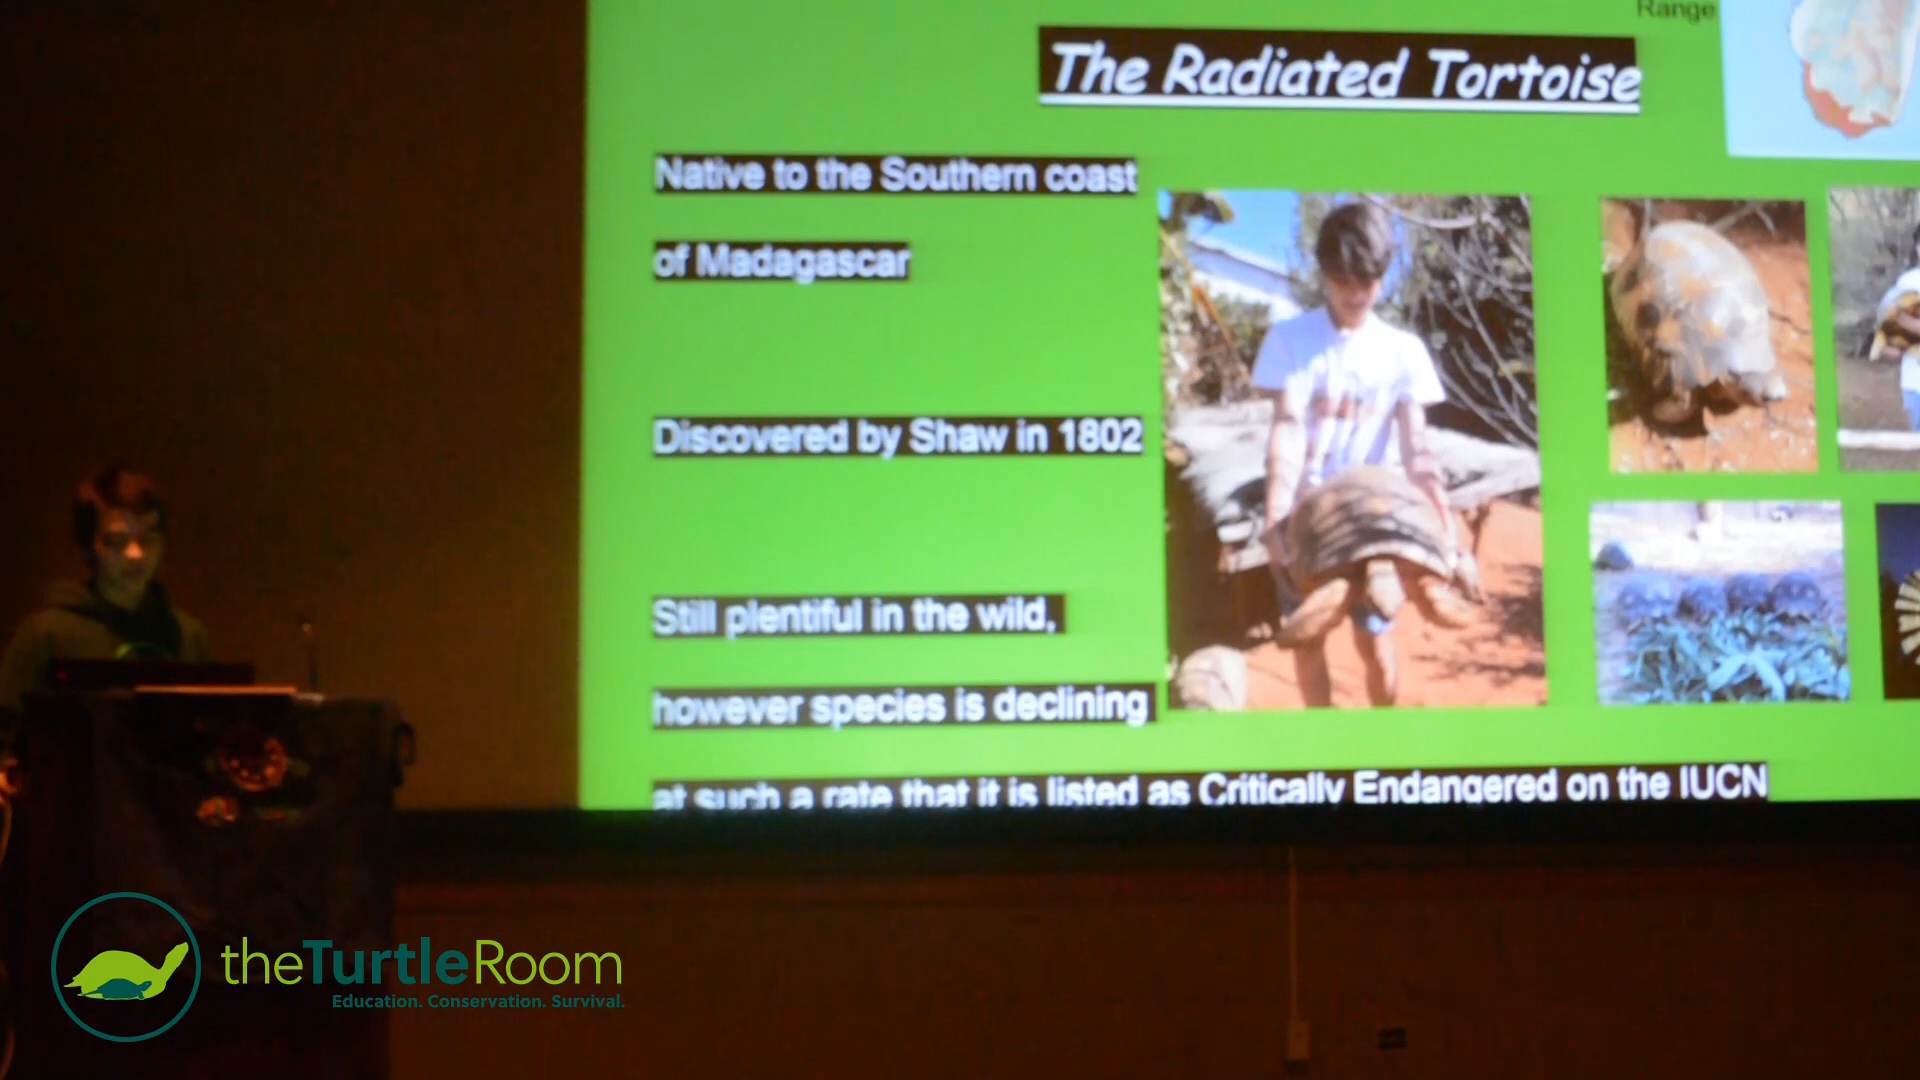 Range
The Radiated Tortoise
Native to the Southern coast
of Madagascar
Discovered by Shaw in 1802
Still plentiful in the wild,
however species is declining
at such a rate that it is listed as Critically Endangered on the IUCN
theTurtleRoom
Education. Conservation. Survival.